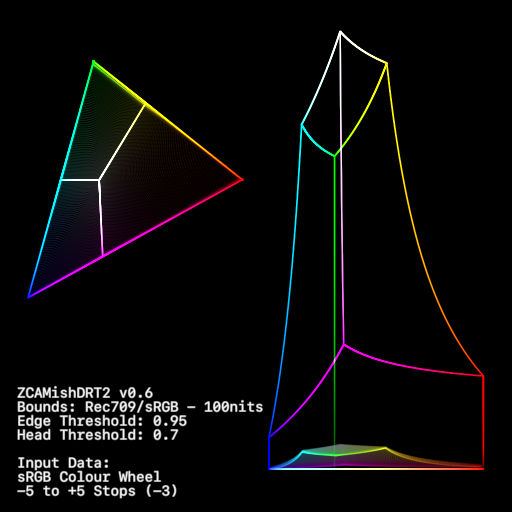 ZCAMishDRT2 v0.6
Bounds: Rec709/sRGB – 100nits
Edge Threshold: 0.95
Head Threshold: 0.7
Input Data:
sRGB Colour Wheel
–5 to +5 Stops (–3)